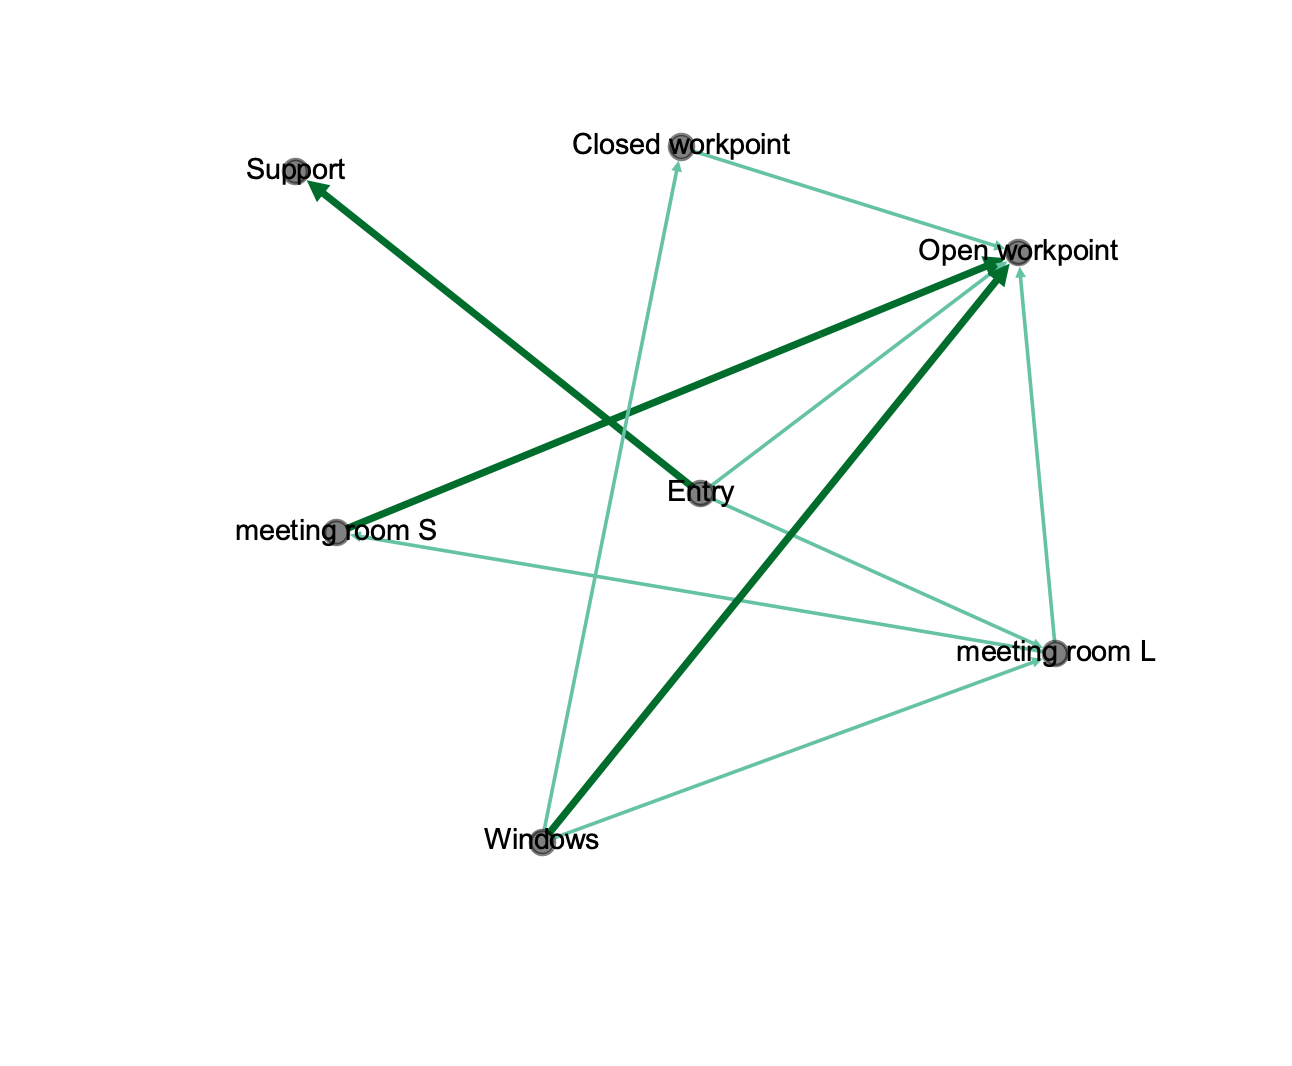 Closed workpoint
Support
Open workpoint
Entry
meeting room S
meeting room L
Windows